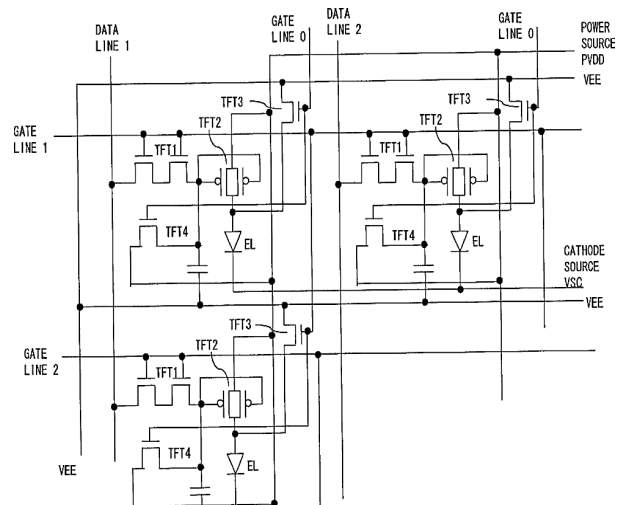 DATA
LINE 1
GATE
LINE 0
DATA
LINE 2
GATE
LINE 0
POWER
SOURCE
PVDD
VEE
TFT3
TFT3
TFT2
TFT2
GATE
LINE 1
TFT1
TFT1
TFT4
EL
TFT4
EL
CATHODE
SOURCE
VSC
VEE
TFT3
GATE
LINE 2
TFT2
TFT1
TFT4
EL
VEE